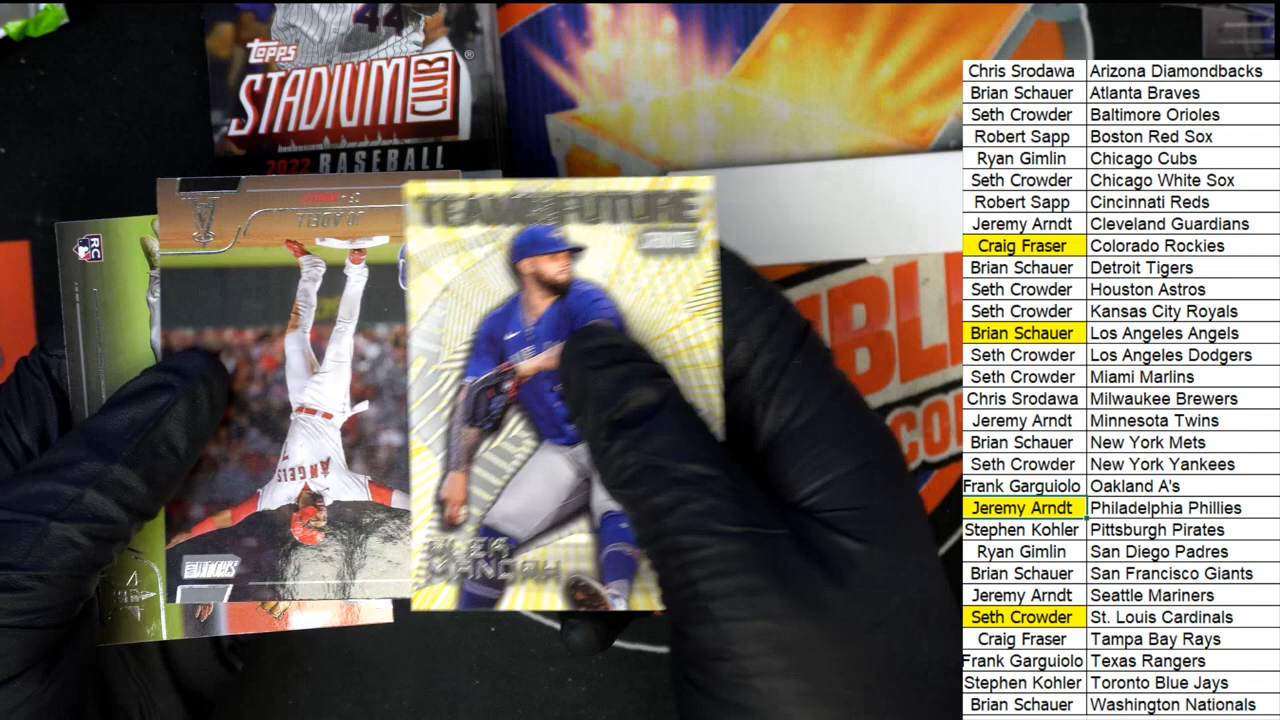 TOPPS
STADIUM CLUB
®
2022 BASEBALL
RC
JO ADELL
ANGELS
7
TEAM FUTURE
ALEK
MANOAH
Chris Srodawa Arizona Diamondbacks
Brian Schauer Atlanta Braves
Seth Crowder Baltimore Orioles
Robert Sapp Boston Red Sox
Ryan Gimlin Chicago Cubs
Seth Crowder Chicago White Sox
Robert Sapp Cincinnati Reds
Jeremy Arndt Cleveland Guardians
Craig Fraser Colorado Rockies
Brian Schauer Detroit Tigers
Seth Crowder Houston Astros
Seth Crowder Kansas City Royals
Brian Schauer Los Angeles Angels
Seth Crowder Los Angeles Dodgers
Seth Crowder Miami Marlins
Chris Srodawa Milwaukee Brewers
Jeremy Arndt Minnesota Twins
Brian Schauer New York Mets
Seth Crowder New York Yankees
Frank Garguiolo Oakland A's
Jeremy Arndt Philadelphia Phillies
Stephen Kohler Pittsburgh Pirates
Ryan Gimlin San Diego Padres
Brian Schauer San Francisco Giants
Jeremy Arndt Seattle Mariners
Seth Crowder St. Louis Cardinals
Craig Fraser Tampa Bay Rays
Frank Garguiolo Texas Rangers
Stephen Kohler Toronto Blue Jays
Brian Schauer Washington Nationals